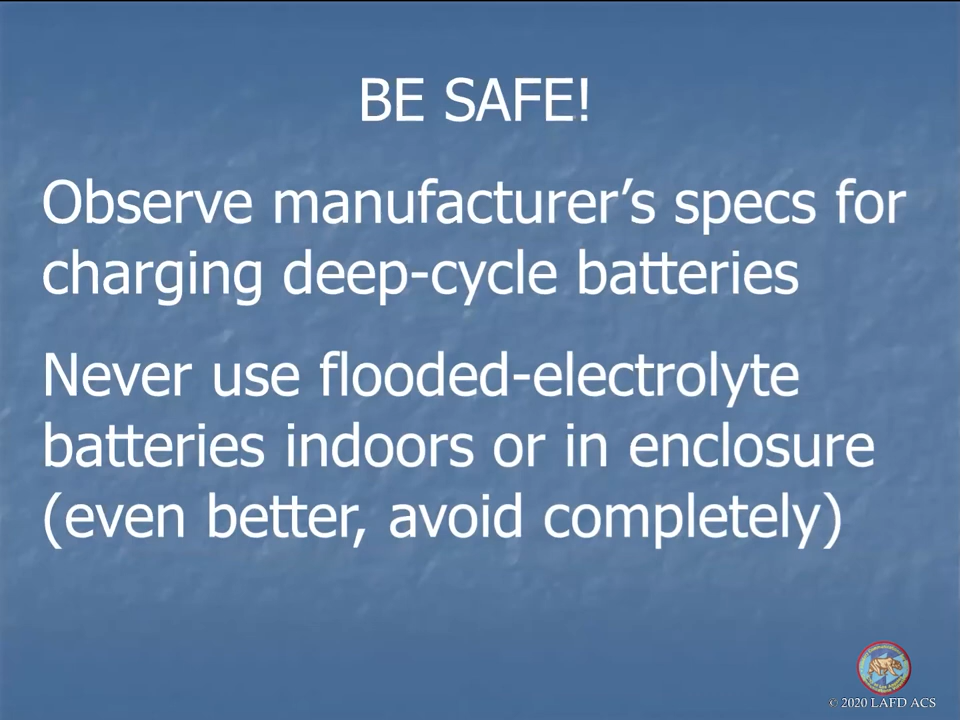 BE SAFE!
Observe manufacturer’s specs for
charging deep-cycle batteries
Never use flooded-electrolyte
batteries indoors or in enclosure
(even better, avoid completely)
© 2020 LAFD ACS